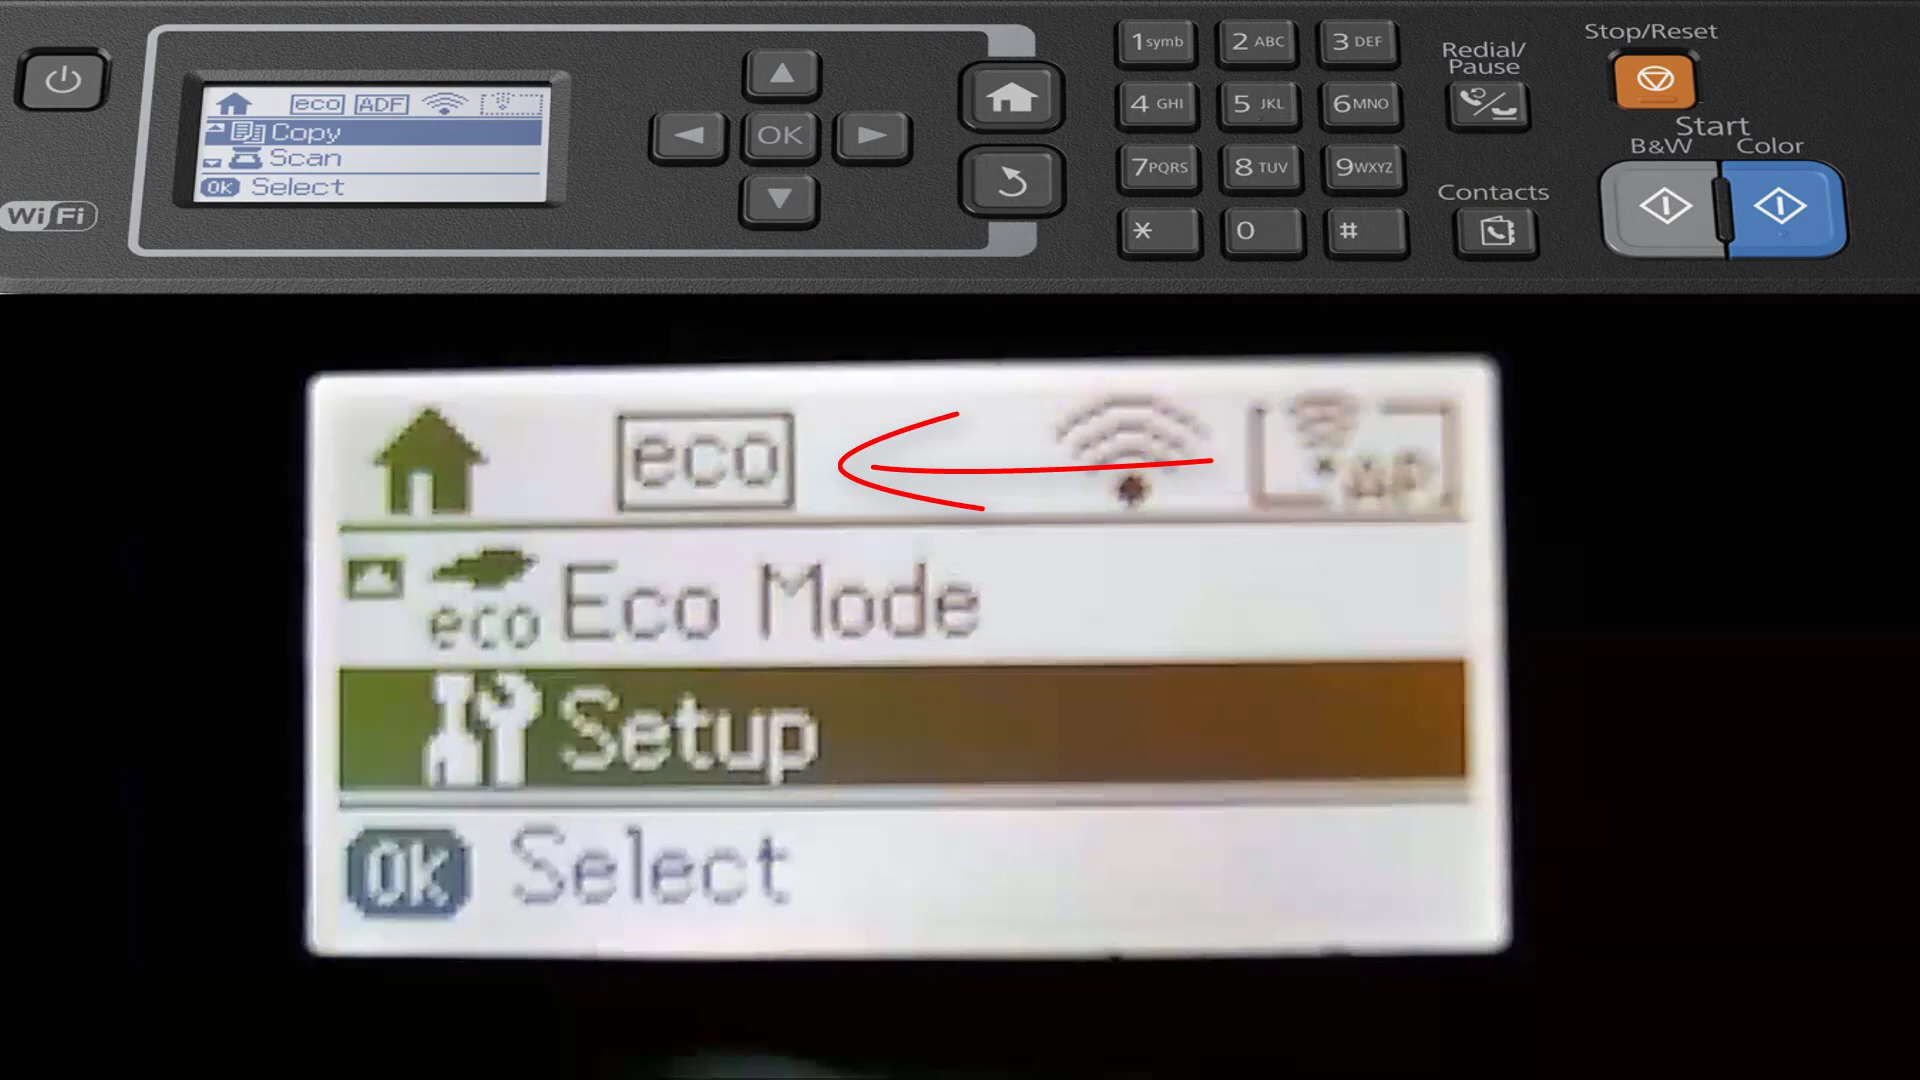 Stop/Reset
1 symb 2 ABC 3 DEF
Redial/
Pause
eco ADF
Copy
Scan
OK Select
OK
4 GHI 5 JKL 6 MNO
Start
B&W Color
7 PQRS 8 TUV 9 WXYZ
Contacts
Wi Fi
* 0 #
eco AP
eco Eco Mode
Setup
OK Select